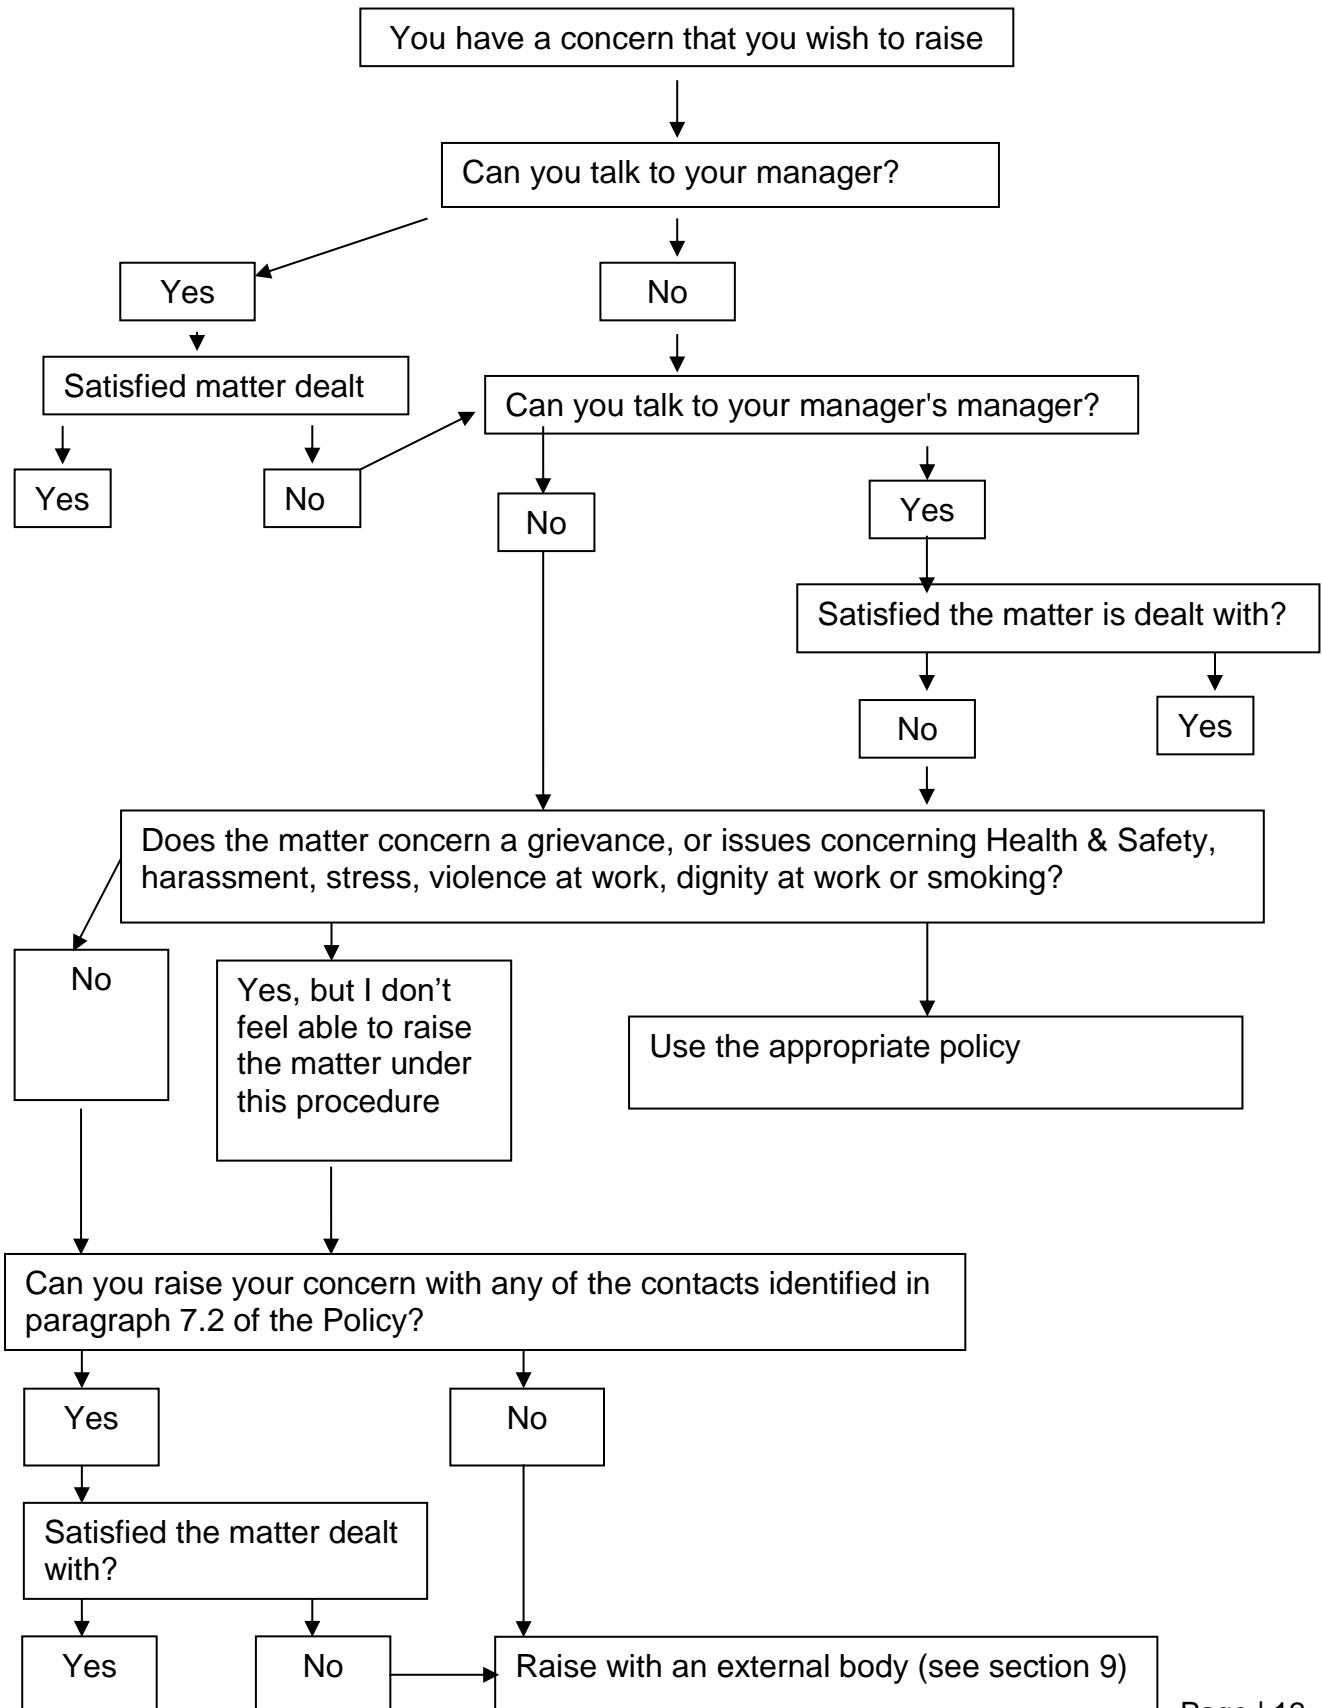 You have a concern that you wish to raise
Can you talk to your manager?
Yes
No
Satisfied matter dealt
Can you talk to your manager's manager?
Yes
No
No
Yes
Satisfied the matter is dealt with?
No
Yes
Does the matter concern a grievance, or issues concerning Health & Safety,
harassment, stress, violence at work, dignity at work or smoking?
No
Yes, but I don’t
feel able to raise
the matter under
this procedure
Use the appropriate policy
Can you raise your concern with any of the contacts identified in
paragraph 7.2 of the Policy?
Yes
No
Satisfied the matter dealt
with?
Yes
No
Raise with an external body (see section 9)